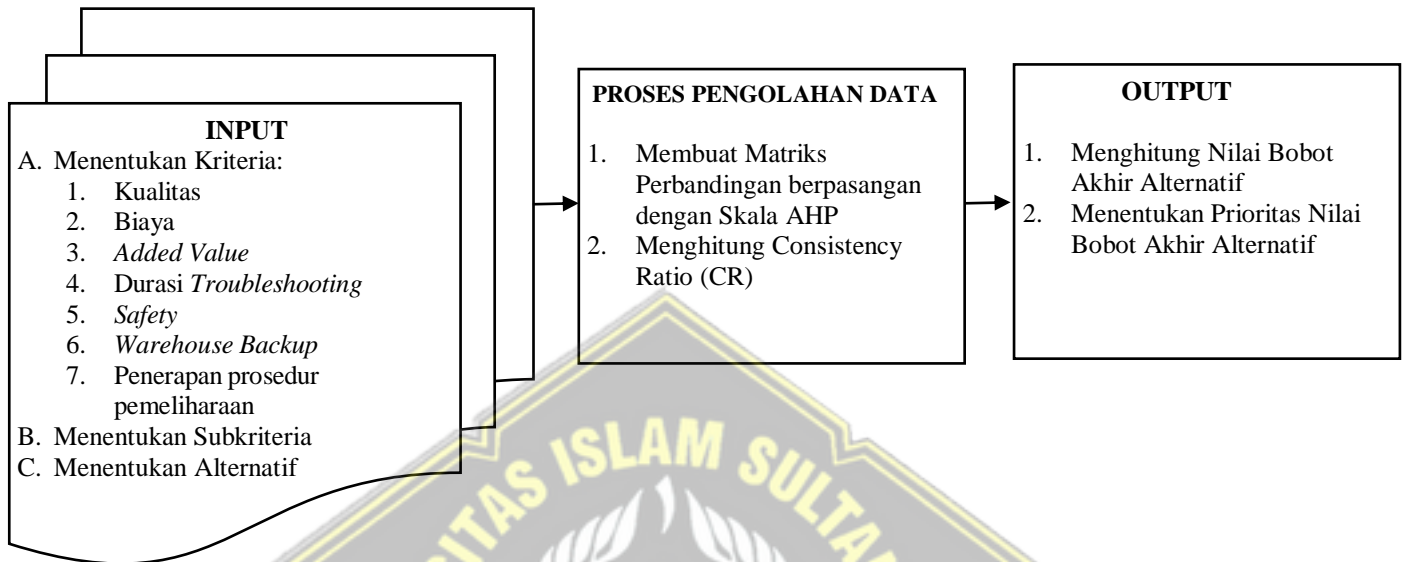 INPUT
A. Menentukan Kriteria:
1. Kualitas
2. Biaya
3. Added Value
4. Durasi Troubleshooting
5. Safety
6. Warehouse Backup
7. Penerapan prosedur
pemeliharaan
B. Menentukan Subkriteria
C. Menentukan Alternatif
PROSES PENGOLAHAN DATA
1. Membuat Matriks
Perbandingan berpasangan
dengan Skala AHP
2. Menghitung Consistency
Ratio (CR)
OUTPUT
1. Menghitung Nilai Bobot
Akhir Alternatif
2. Menentukan Prioritas Nilai
Bobot Akhir Alternatif
ISLAM